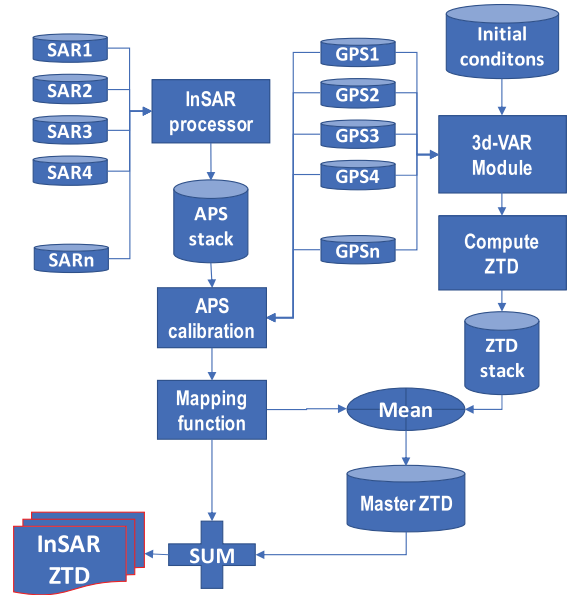 SAR1
SAR2
SAR3
SAR4
SARn
InSAR
processor
APS
stack
APS
calibration
Mapping
function
GPS1
GPS2
GPS3
GPS4
GPSn
Initial
conditons
3d-VAR
Module
Compute
ZTD
ZTD
stack
Mean
Master ZTD
SUM
InSAR
ZTD